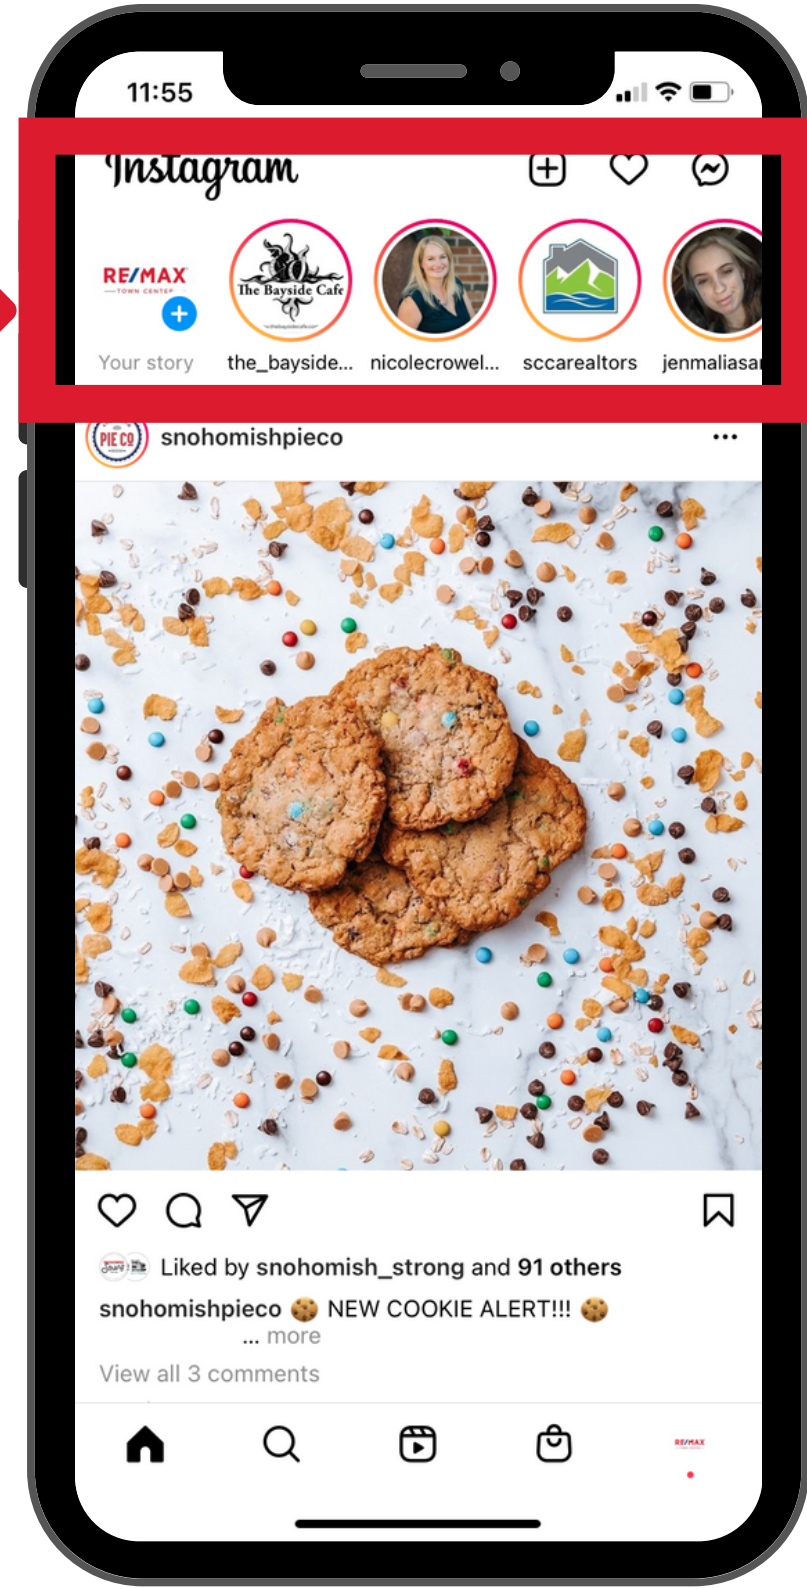 11:55
Instagram
RE/MAX
TOWN CENTER
The Bayside Cafe
Your story
the_bayside...
nicolecrowel...
sccarealtors
jenmaliasa
PIE CO
snohomishpieco
Liked by snohomish_strong and 91 others
snohomishpieco 🍪 NEW COOKIE ALERT!!! 🍪
... more
View all 3 comments
RE/MAX